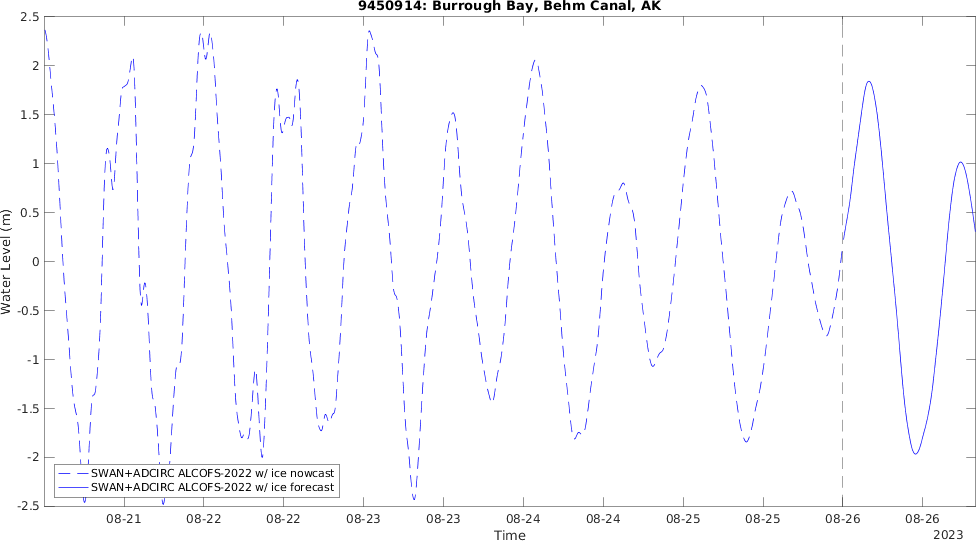 9450914: Burrough Bay, Behm Canal, AK
Water Level (m)
2.5
2
1.5
1
0.5
0
-0.5
-1
-1.5
-2
-2.5
SWAN+ADCIRC ALCOFS-2022 w/ ice nowcast
SWAN+ADCIRC ALCOFS-2022 w/ ice forecast
08-21 08-22 08-22 08-23 08-23 08-24 08-24 08-25 08-25 08-26 08-26
Time
2023